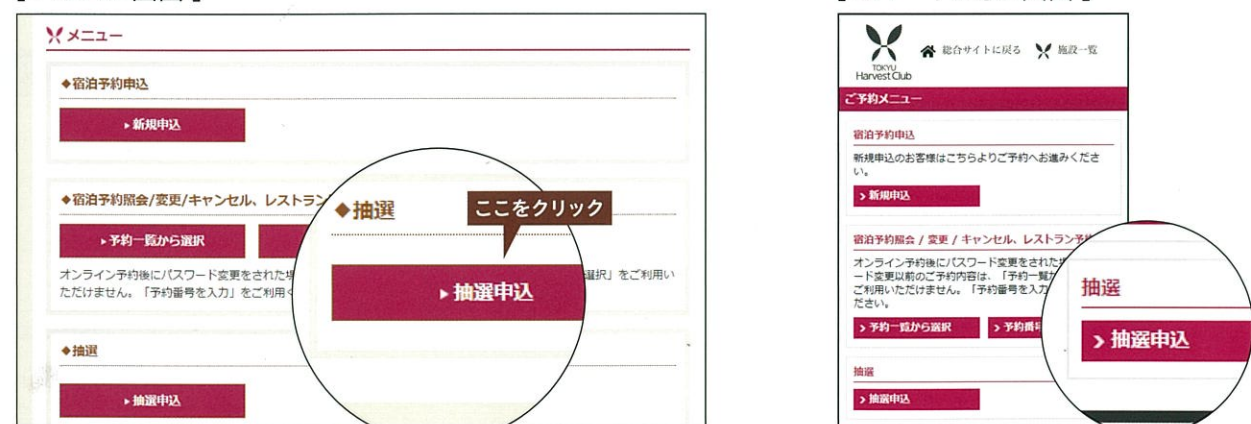 メニュー
◆宿泊予約申込
▸新規申込
◆宿泊予約照会/変更/キャンセル、レストラン
▸予約一覧から選択
オンライン予約後にパスワード変更をされた場
選択」をご利用い
ただけません。「予約番号を入力」をご利用く
◆抽選
▸抽選申込
◆抽選
ここをクリック
▸抽選申込
TOKYU
Harvest Club
総合サイトに戻る
施設一覧
ご予約メニュー
宿泊予約申込
新規申込のお客様はこちらよりご予約へお進みくださ
い。
> 新規申込
宿泊予約照会 / 変更 / キャンセル、レストラン予
オンライン予約後にパスワード変更をされた
ード変更以前のご予約内容は、「予約一覧か
ご利用いただけません。「予約番号を入力
ださい。
> 予約一覧から選択
> 予約番号
抽選
> 抽選申込
抽選
> 抽選申込